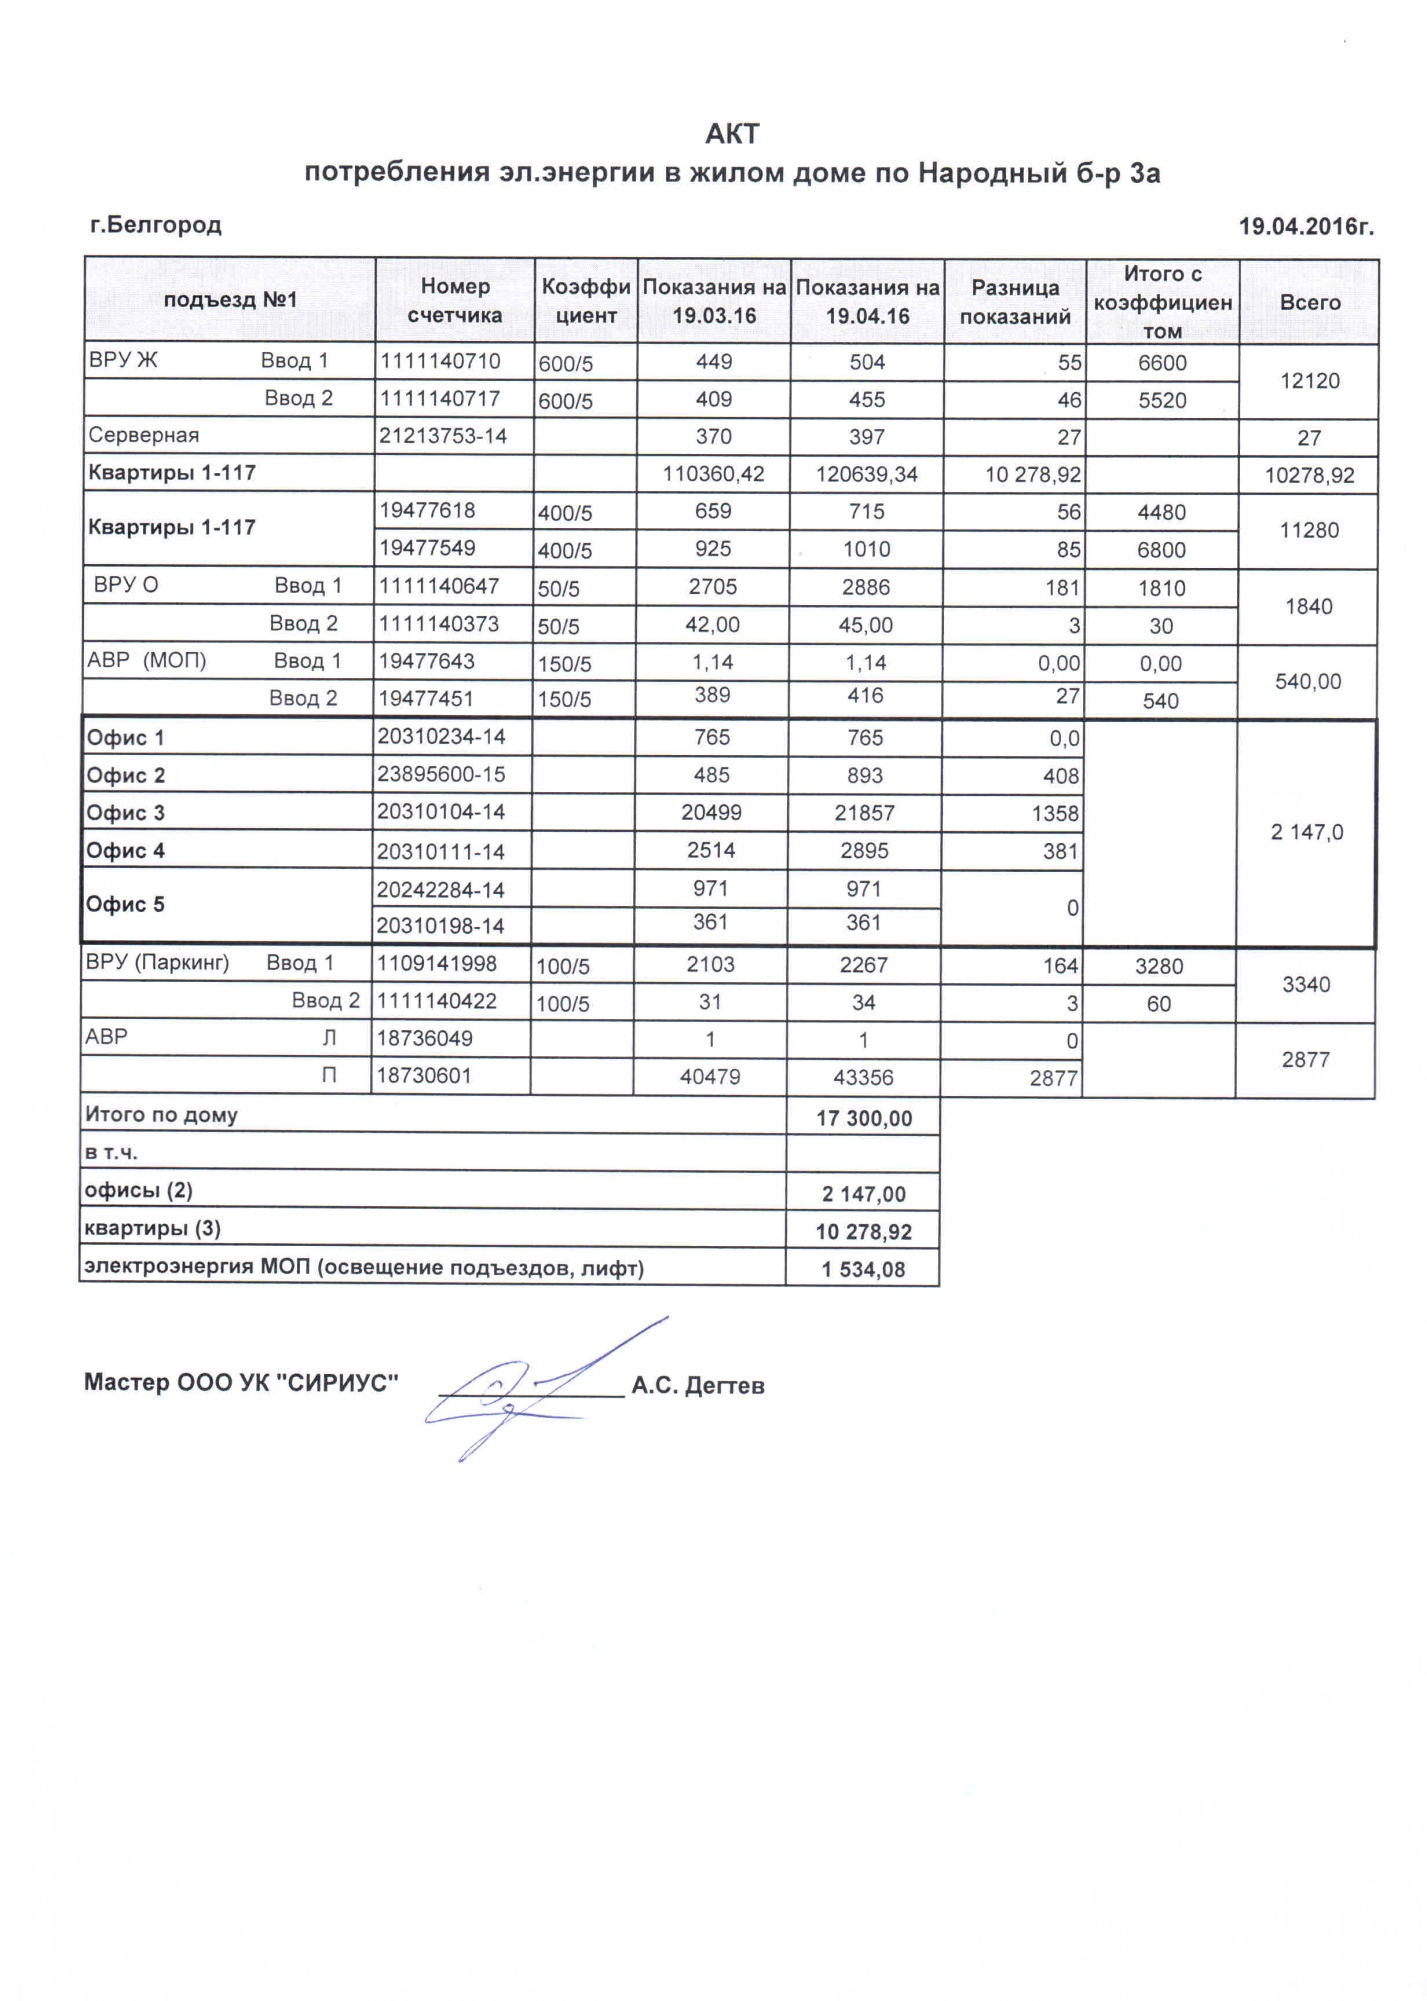 АКТ
потребления эл.энергии в жилом доме по Народный б-р 3а
г.Белгород 19.04.2016г.
подъезд №1 Номер счетчика Коэффи циент Показания на 19.03.16 Показания на 19.04.16 Разница показаний Итого с коэффициен том Всего
ВРУ Ж Ввод 1 1111140710 600/5 449 504 55 6600 12120
Ввод 2 1111140717 600/5 409 455 46 5520
Серверная 21213753-14 370 397 27 27
Квартиры 1-117 110360,42 120639,34 10 278,92 10278,92
Квартиры 1-117 19477618 400/5 659 715 56 4480 11280
19477549 400/5 925 1010 85 6800
ВРУ О Ввод 1 1111140647 50/5 2705 2886 181 1810 1840
Ввод 2 1111140373 50/5 42,00 45,00 3 30
АВР (МОП) Ввод 1 19477643 150/5 1,14 1,14 0,00 0,00 540,00
Ввод 2 19477451 150/5 389 416 27 540
Офис 1 20310234-14 765 765 0,0 2 147,0
Офис 2 23895600-15 485 893 408
Офис 3 20310104-14 20499 21857 1358
Офис 4 20310111-14 2514 2895 381
Офис 5 20242284-14 971 971 0
20310198-14 361 361
ВРУ (Паркинг) Ввод 1 1109141998 100/5 2103 2267 164 3280 3340
Ввод 2 1111140422 100/5 31 34 3 60
АВР Л 18736049 1 1 0 2877
П 18730601 40479 43356 2877
Итого по дому 17 300,00
в т.ч.
офисы (2) 2 147,00
квартиры (3) 10 278,92
электроэнергия МОП (освещение подъездов, лифт) 1 534,08
Мастер ООО УК "СИРИУС" А.С. Дегтев